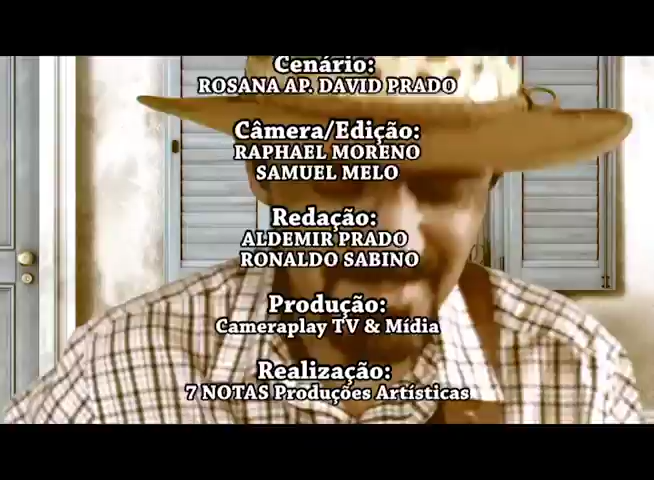 Cenário:
ROSANA AP. DAVID PRADO
Câmera/Edição:
RAPHAEL MORENO
SAMUEL MELO
Redação:
ALDEMIR PRADO
RONALDO SABINO
Produção:
Cameraplay TV & Mídia
Realização:
7 NOTAS Produções Artísticas